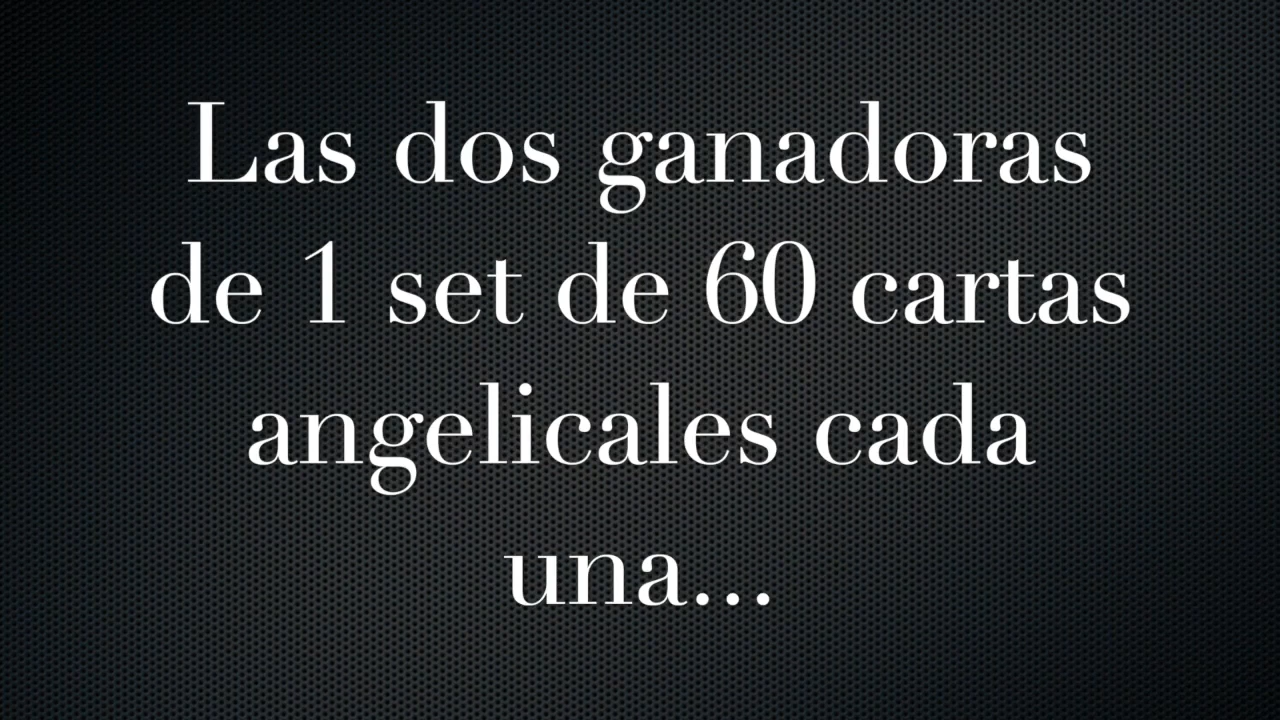 Las dos ganadoras
de 1 set de 60 cartas
angelicales cada
una...